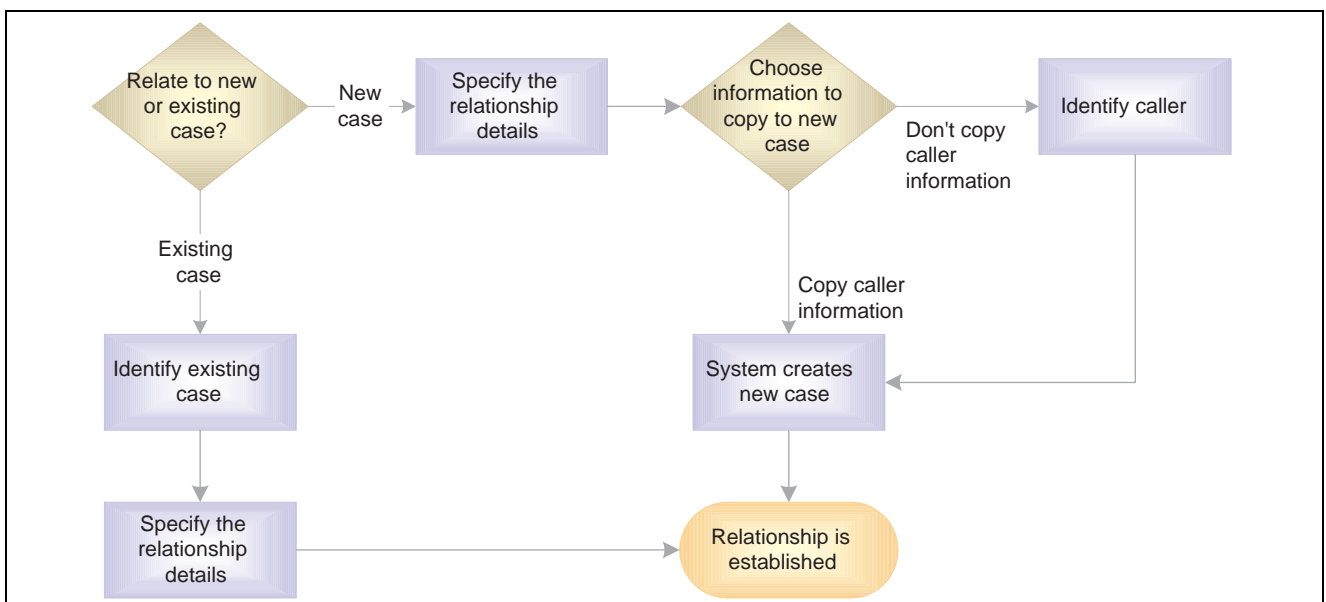 Relate to new
or existing
case?
New
case
Specify the
relationship
details
Choose
information to
copy to new
case
Don't copy
caller
information
Identify caller
Existing
case
Copy caller
information
Identify existing
case
System creates
new case
Specify the
relationship
details
Relationship is
established